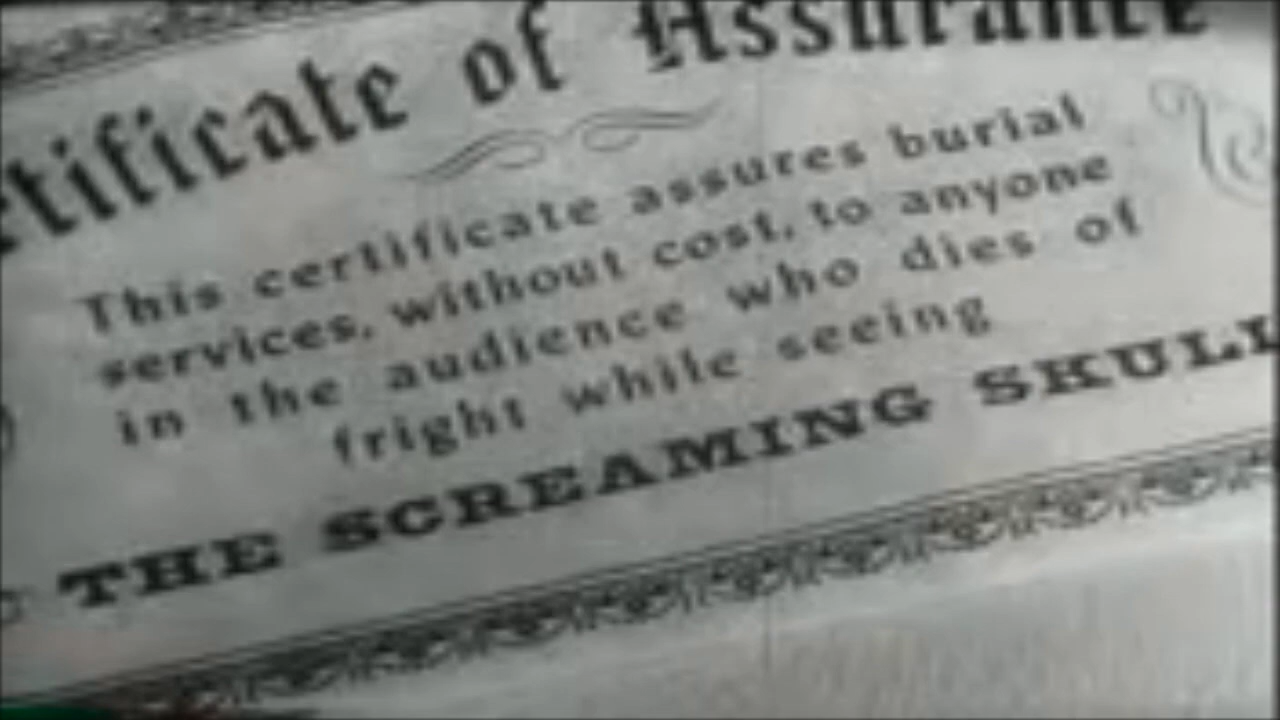 rtificate of Assurance
This certificate assures burial
services, without cost, to anyone
in the audience who dies of
fright while seeing
THE SCREAMING SKULL